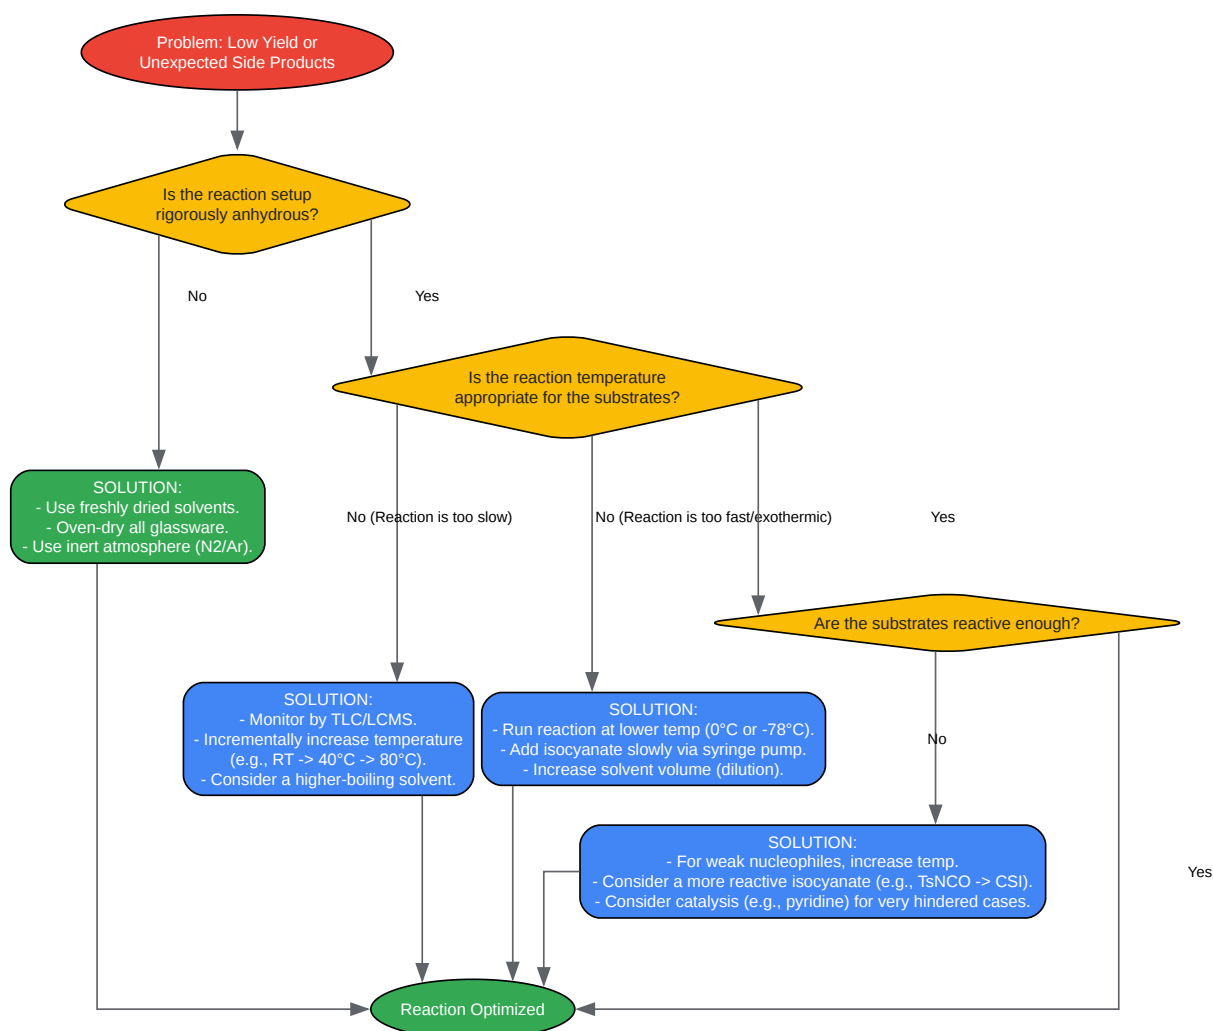 Problem: Low Yield or
Unexpected Side Products
Is the reaction setup
rigorously anhydrous?
No
Yes
Is the reaction temperature
appropriate for the substrates?
SOLUTION:
- Use freshly dried solvents.
- Oven-dry all glassware.
- Use inert atmosphere (N2/Ar).
No (Reaction is too slow)
No (Reaction is too fast/exothermic)
Yes
Are the substrates reactive enough?
SOLUTION:
- Monitor by TLC/LCMS.
- Incrementally increase temperature
(e.g., RT -> 40°C -> 80°C).
- Consider a higher-boiling solvent.
SOLUTION:
- Run reaction at lower temp (0°C or -78°C).
- Add isocyanate slowly via syringe pump.
- Increase solvent volume (dilution).
No
SOLUTION:
- For weak nucleophiles, increase temp.
- Consider a more reactive isocyanate (e.g., TsNCO -> CSI).
- Consider catalysis (e.g., pyridine) for very hindered cases.
Yes
Reaction Optimized